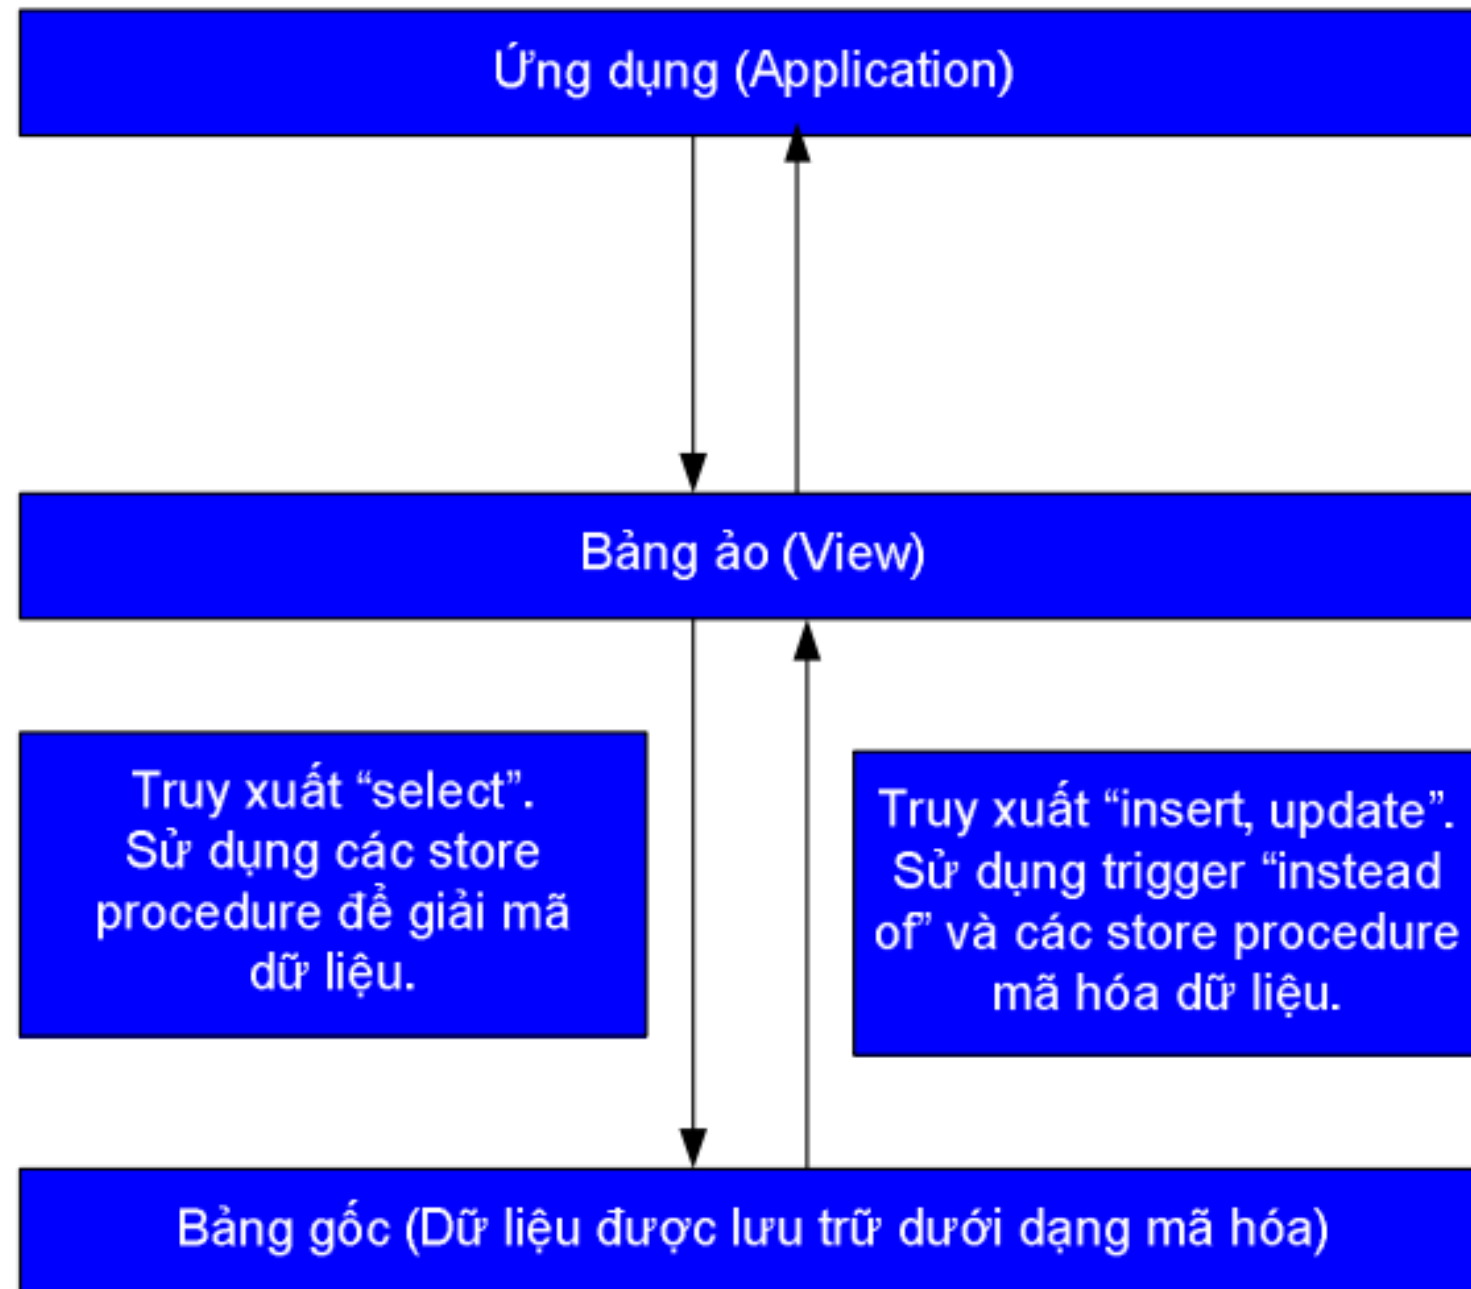 Ứng dụng (Application)
Bảng ảo (View)
Truy xuất “select”.
Sử dụng các store
procedure để giải mã
dữ liệu.
Truy xuất “insert, update”.
Sử dụng trigger “instead
of” và các store procedure
mã hóa dữ liệu.
Bảng gốc (Dữ liệu được lưu trữ dưới dạng mã hóa)